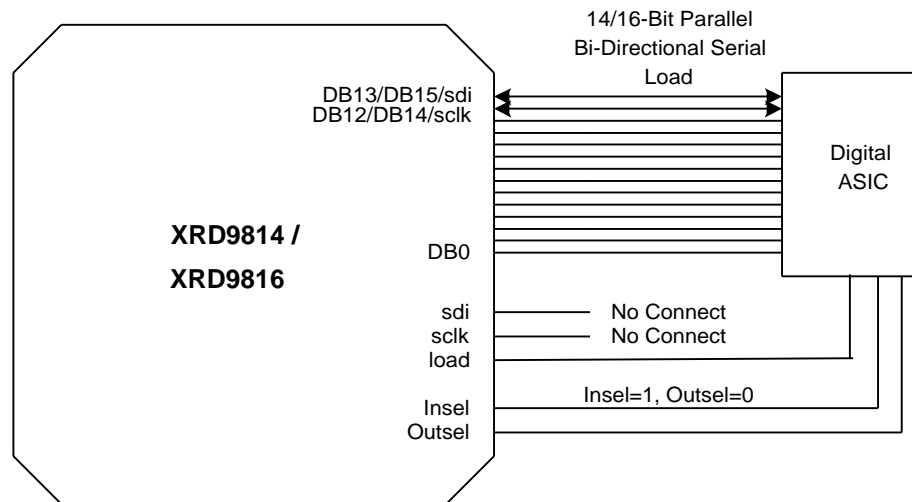 14/16-Bit Parallel
Bi-Directional Serial
Load
DB13/DB15/sdi
DB12/DB14/sclk
Digital
ASIC
XRD9814 /
XRD9816
DB0
sdi
No Connect
sclk
No Connect
load
Insel
Insel=1, Outsel=0
Outsel